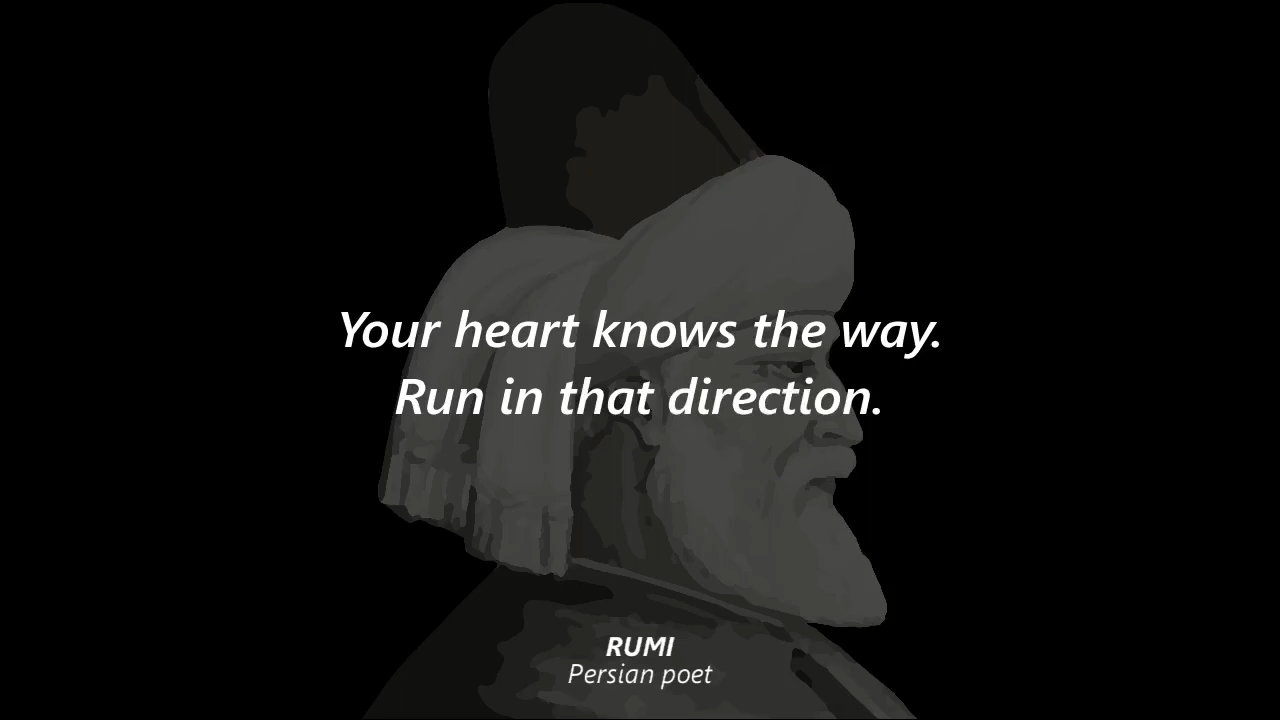 Your heart knows the way.
Run in that direction.
RUMI
Persian poet